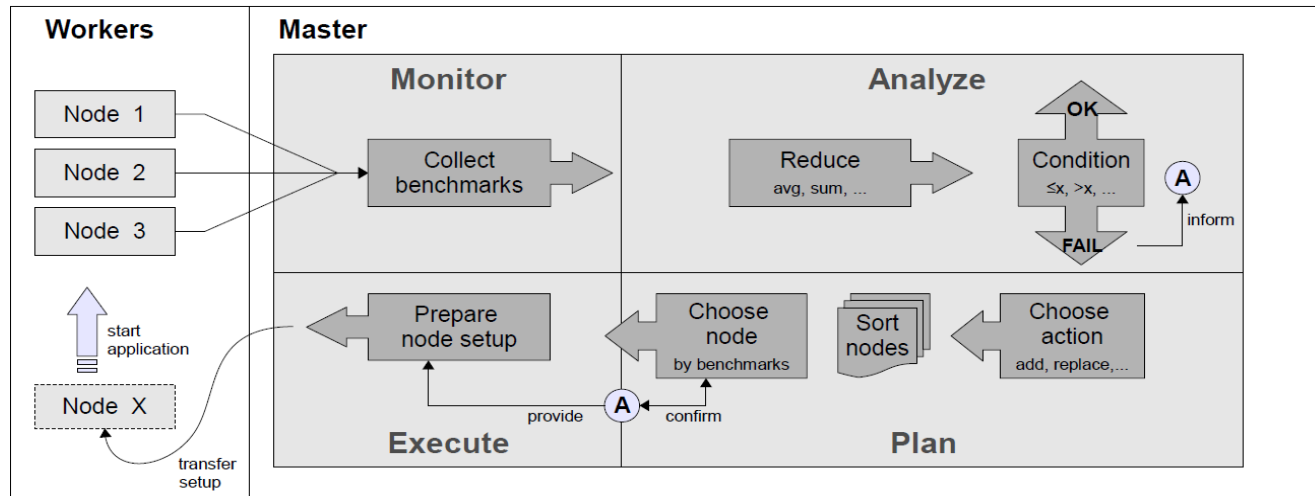 Workers
Master
Monitor
Analyze
Node 1
Node 2
Node 3
Collect
benchmarks
Reduce
avg, sum, ...
OK
Condition
≤x, >x, ...
FAIL
A
inform
start
application
Node X
transfer
setup
Prepare
node setup
Choose
node
by benchmarks
Sort
nodes
Choose
action
add, replace,...
provide
A
confirm
Execute
Plan